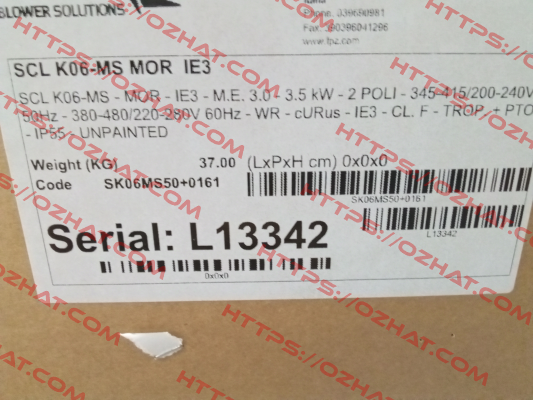 BLOWER SOLUTIONS
Phone: 039690981
Fax: 390396041296
www.fpz.com
SCL K06-MS MOR IE3
SCL K06-MS - MOR - IE3 - M.E. 3.0 - 3.5 kW - 2 POLI - 345-415/200-240V
50Hz - 380-480/220-280V 60Hz - WR - cURus - IE3 - CL. F - TROP. + PTO
- IP55 - UNPAINTED
Weight (KG) 37.00 (LxPxH cm) 0x0x0
Code SK06MS50+0161
SK06MS50+0161
Serial: L13342
L13342
0x0x0
HTTPS://OZHAT.COM